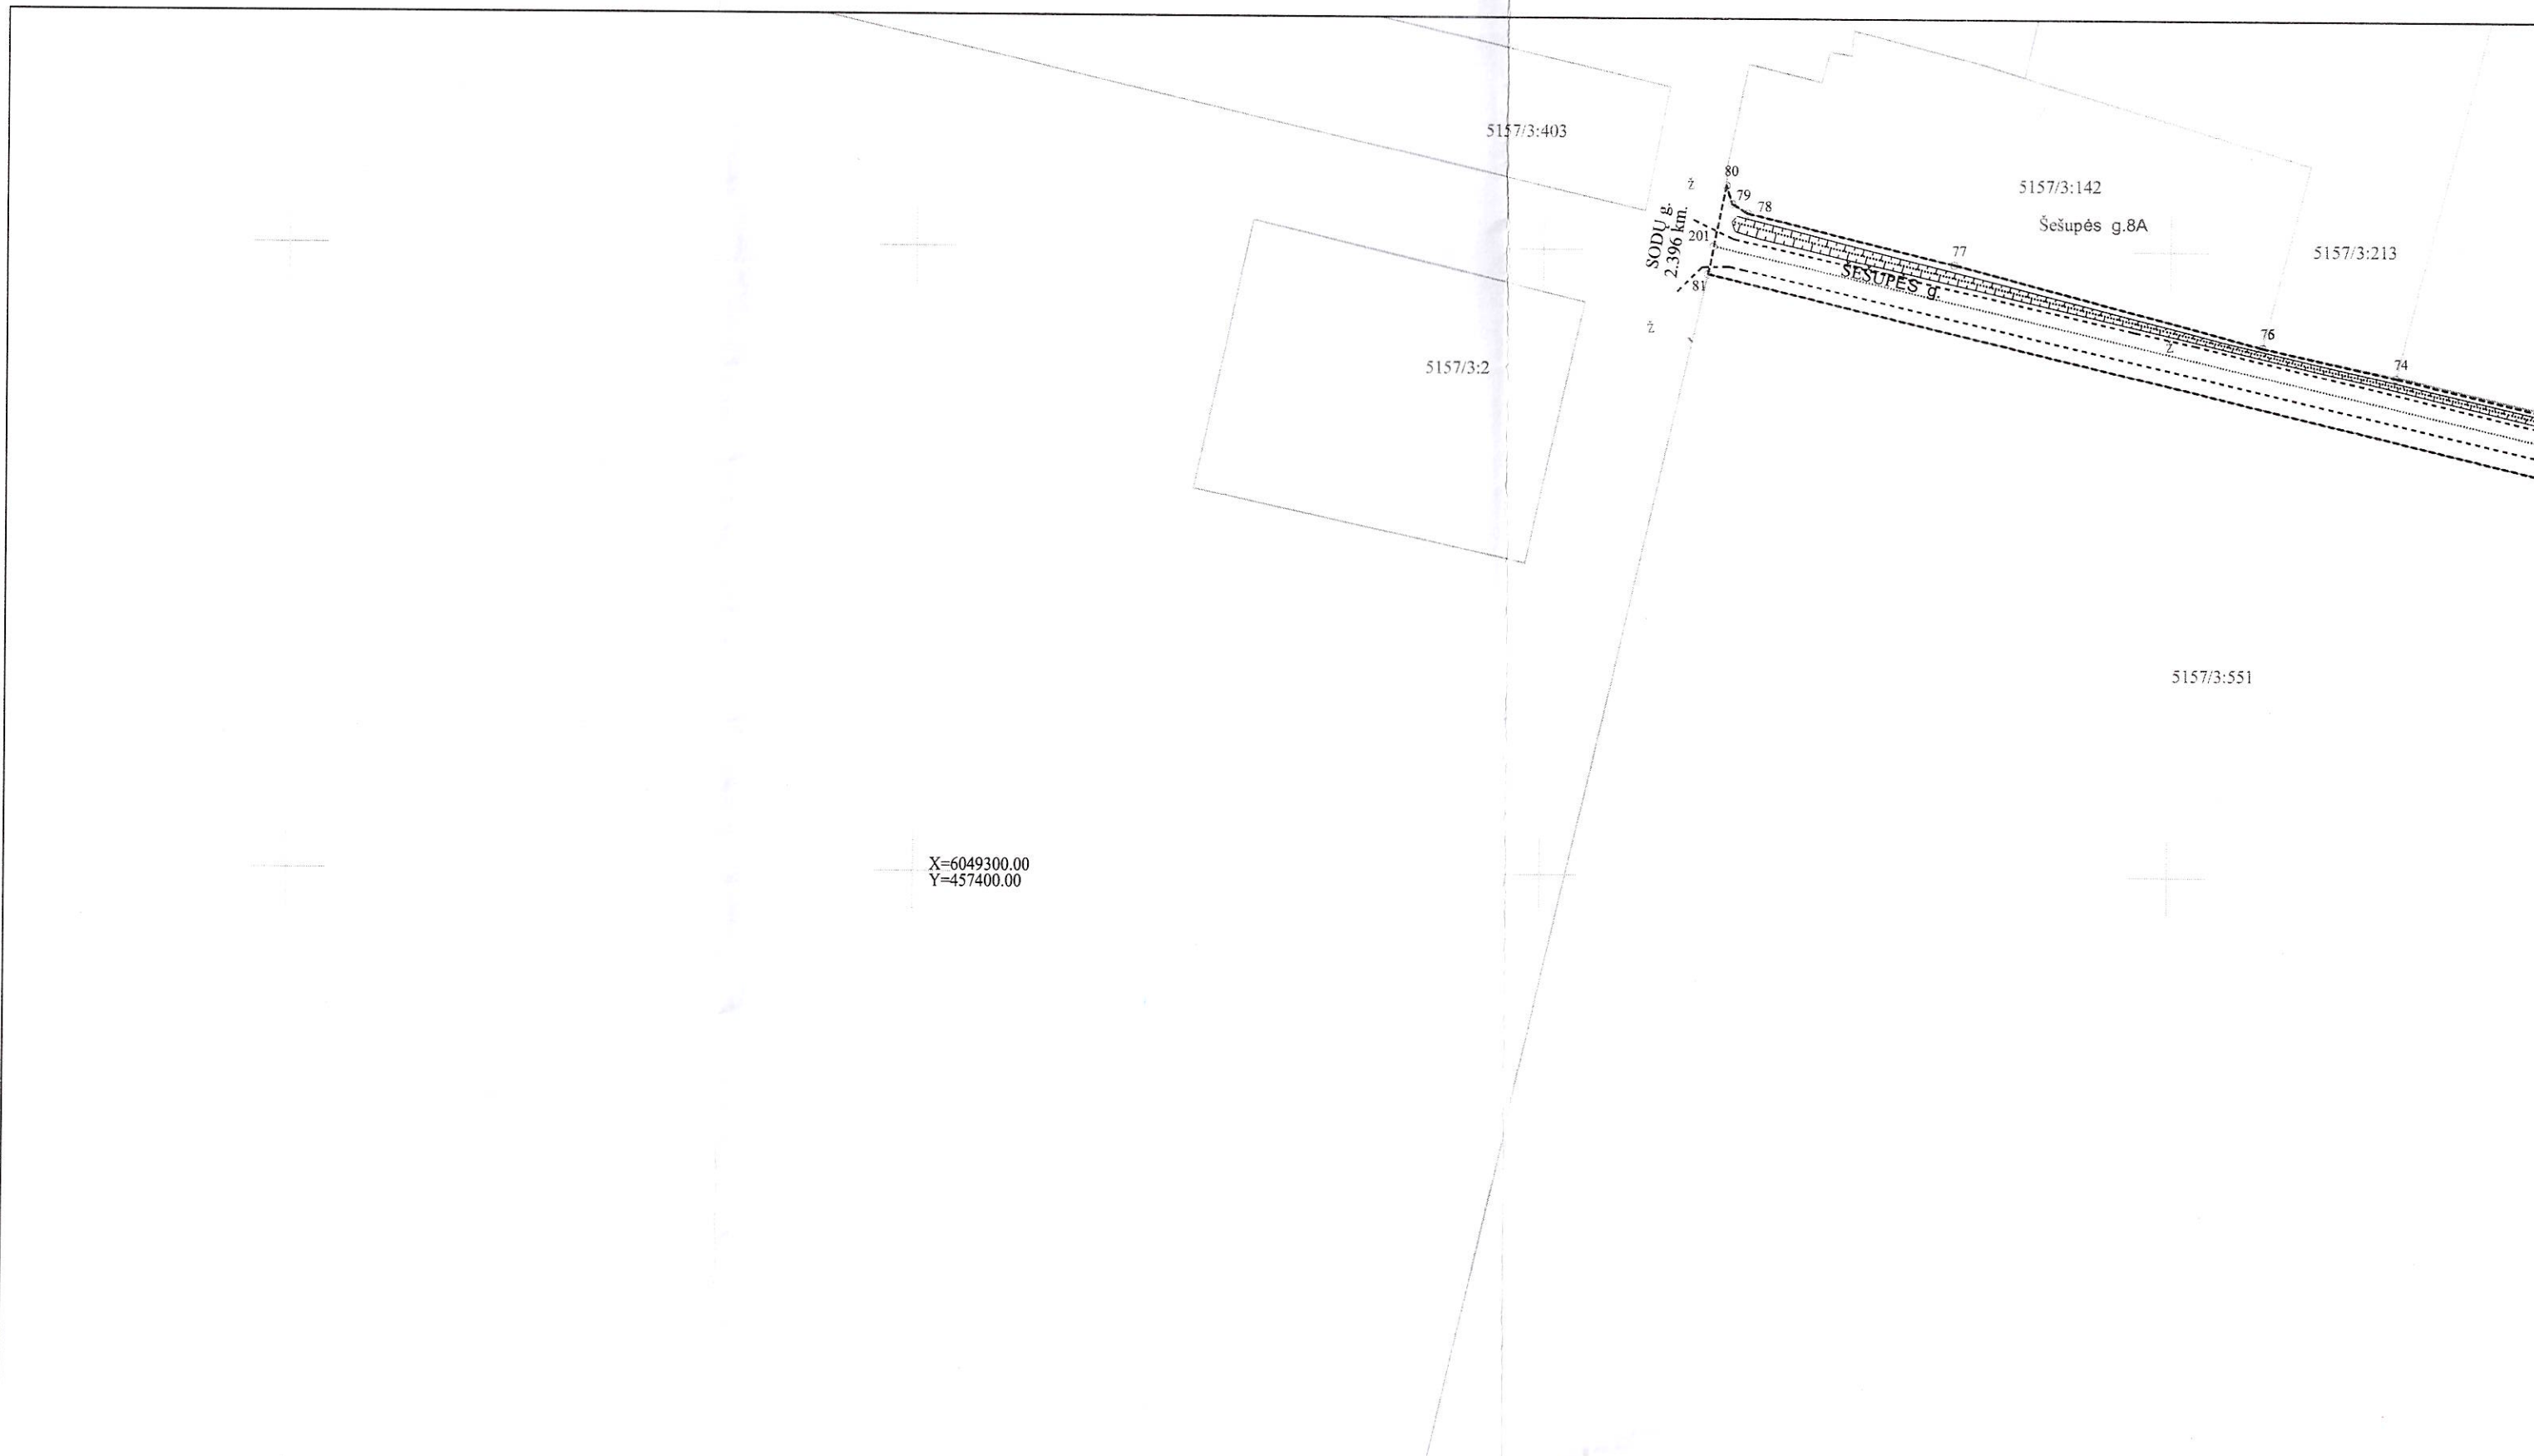 5157/3:403
80
Ž
79
78
5157/3:142
Šešupės g.8A
SODŲ g.
2.396 km.
201
77
5157/3:213
ŠEŠUPĖS g.
81
Ž
76
Ž
74
5157/3:2
5157/3:551
X=6049300.00
Y=457400.00